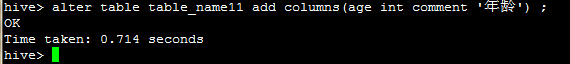 hive> alter table table_name11 add columns(age int comment '年龄') ;
OK
Time taken: 0.714 seconds
hive>